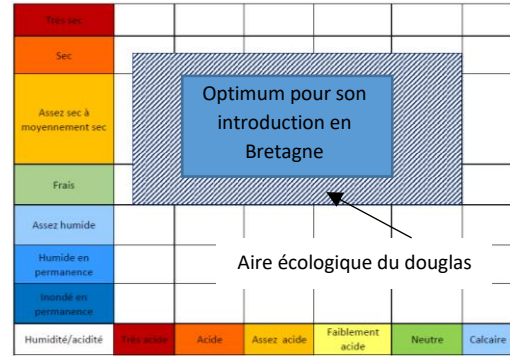 Très sec
Sec
Assez sec à
moyennement sec
Frais
Assez humide
Humide en
permanence
Inondé en
permanence
Optimum pour son
introduction en
Bretagne
Aire écologique du douglas
Humidité/acidité
Très acide
Acide
Assez acide
Faiblement
acide
Neutre
Calcaire